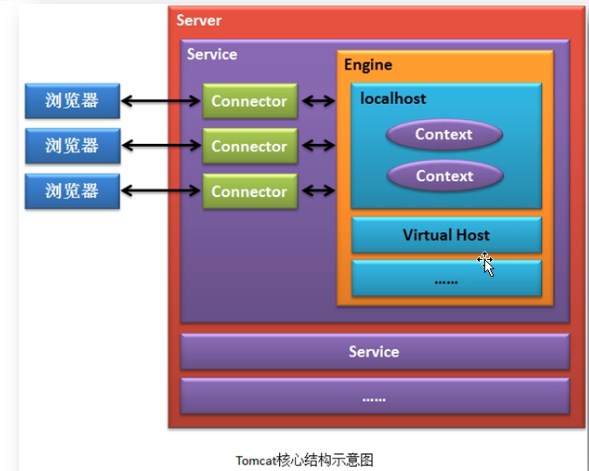 Server
Service
Engine
localhost
浏览器
Connector
Context
浏览器
Connector
Context
浏览器
Connector
Virtual Host
......
Service
......
Tomcat核心结构示意图